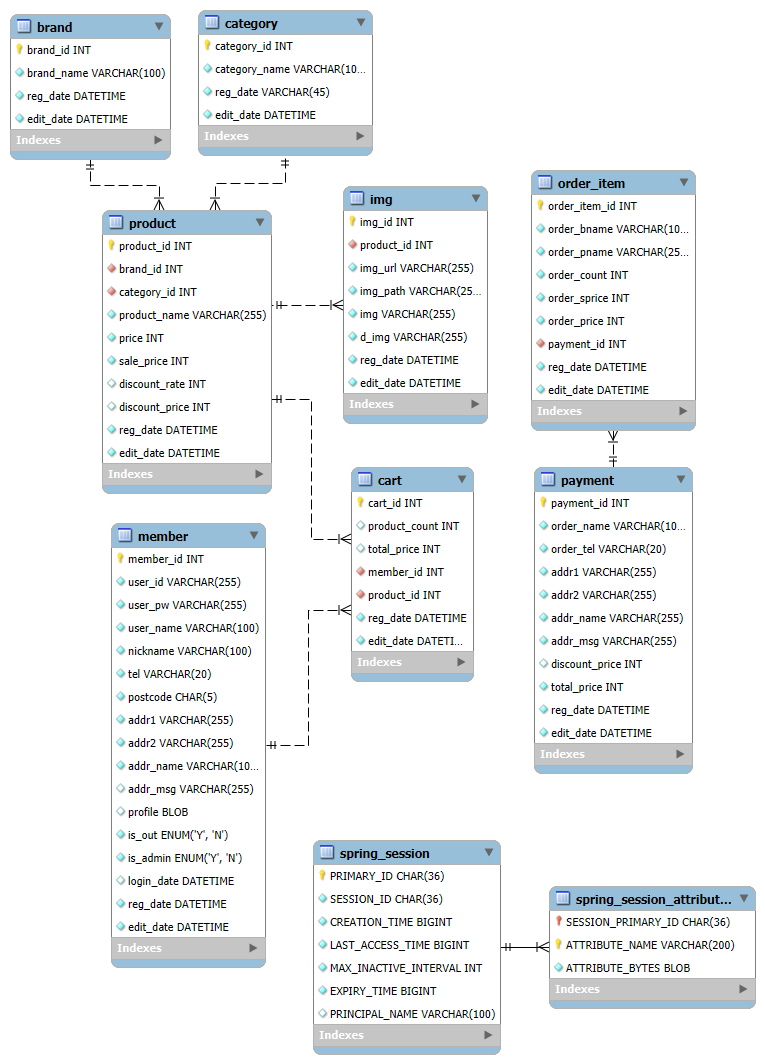 brand
brand_id INT
brand_name VARCHAR(100)
reg_date DATETIME
edit_date DATETIME
Indexes
category
category_id INT
category_name VARCHAR(10...
reg_date VARCHAR(45)
edit_date DATETIME
Indexes
product
product_id INT
brand_id INT
category_id INT
product_name VARCHAR(255)
price INT
sale_price INT
discount_rate INT
discount_price INT
reg_date DATETIME
edit_date DATETIME
Indexes
img
img_id INT
product_id INT
img_url VARCHAR(255)
img_path VARCHAR(25...
img VARCHAR(255)
d_img VARCHAR(255)
reg_date DATETIME
edit_date DATETIME
Indexes
order_item
order_item_id INT
order_bname VARCHAR(10...
order_pname VARCHAR(25...
order_count INT
order_sprice INT
order_price INT
payment_id INT
reg_date DATETIME
edit_date DATETIME
Indexes
cart
cart_id INT
product_count INT
total_price INT
member_id INT
product_id INT
reg_date DATETIME
edit_date DATETI...
Indexes
payment
payment_id INT
order_name VARCHAR(10...
order_tel VARCHAR(20)
addr1 VARCHAR(255)
addr2 VARCHAR(255)
addr_name VARCHAR(255)
addr_msg VARCHAR(255)
discount_price INT
total_price INT
reg_date DATETIME
edit_date DATETIME
Indexes
member
member_id INT
user_id VARCHAR(255)
user_pw VARCHAR(255)
user_name VARCHAR(100)
nickname VARCHAR(100)
tel VARCHAR(20)
postcode CHAR(5)
addr1 VARCHAR(255)
addr2 VARCHAR(255)
addr_name VARCHAR(10...
addr_msg VARCHAR(255)
profile BLOB
is_out ENUM('Y', 'N')
is_admin ENUM('Y', 'N')
login_date DATETIME
reg_date DATETIME
edit_date DATETIME
Indexes
spring_session
PRIMARY_ID CHAR(36)
SESSION_ID CHAR(36)
CREATION_TIME BIGINT
LAST_ACCESS_TIME BIGINT
MAX_INACTIVE_INTERVAL INT
EXPIRY_TIME BIGINT
PRINCIPAL_NAME VARCHAR(100)
Indexes
spring_session_attribut...
SESSION_PRIMARY_ID CHAR(36)
ATTRIBUTE_NAME VARCHAR(200)
ATTRIBUTE_BYTES BLOB
Indexes